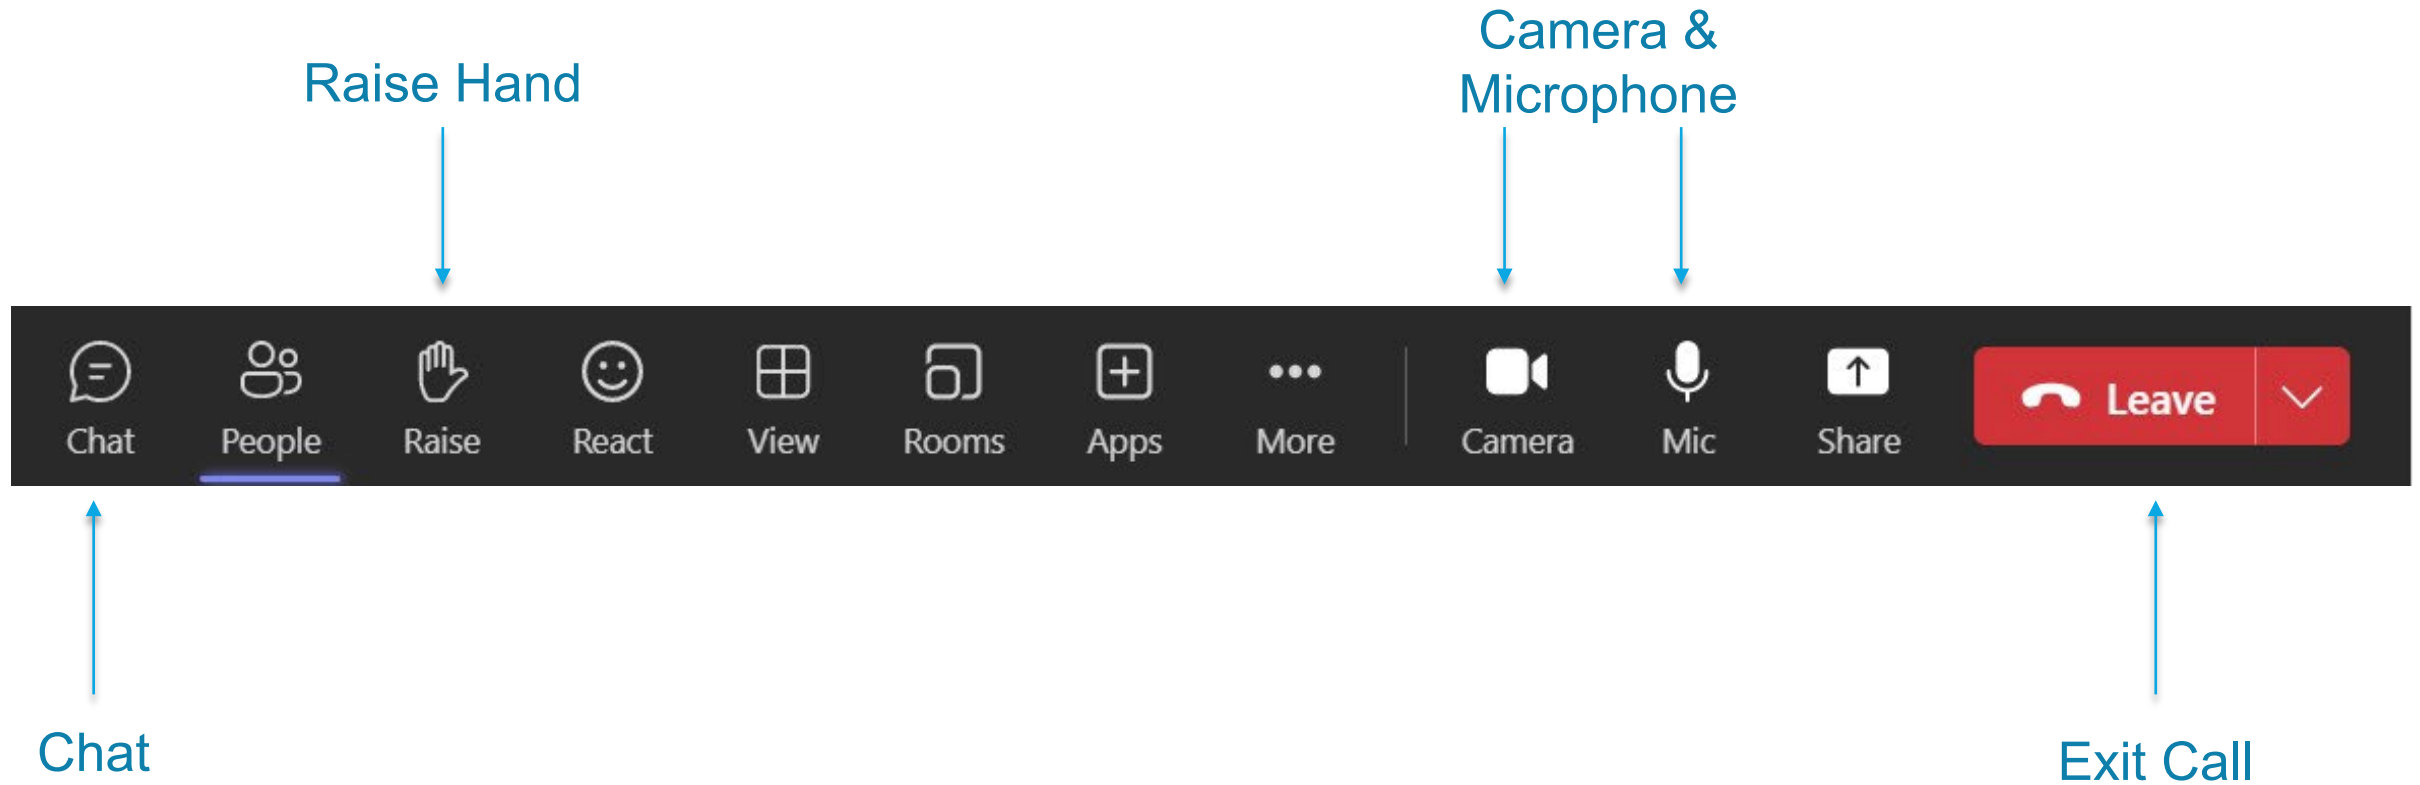 Camera &
Microphone
Raise Hand
Chat
People
Raise
React
View
Rooms
Apps
More
Camera
Mic
Share
Leave
Chat
Exit Call